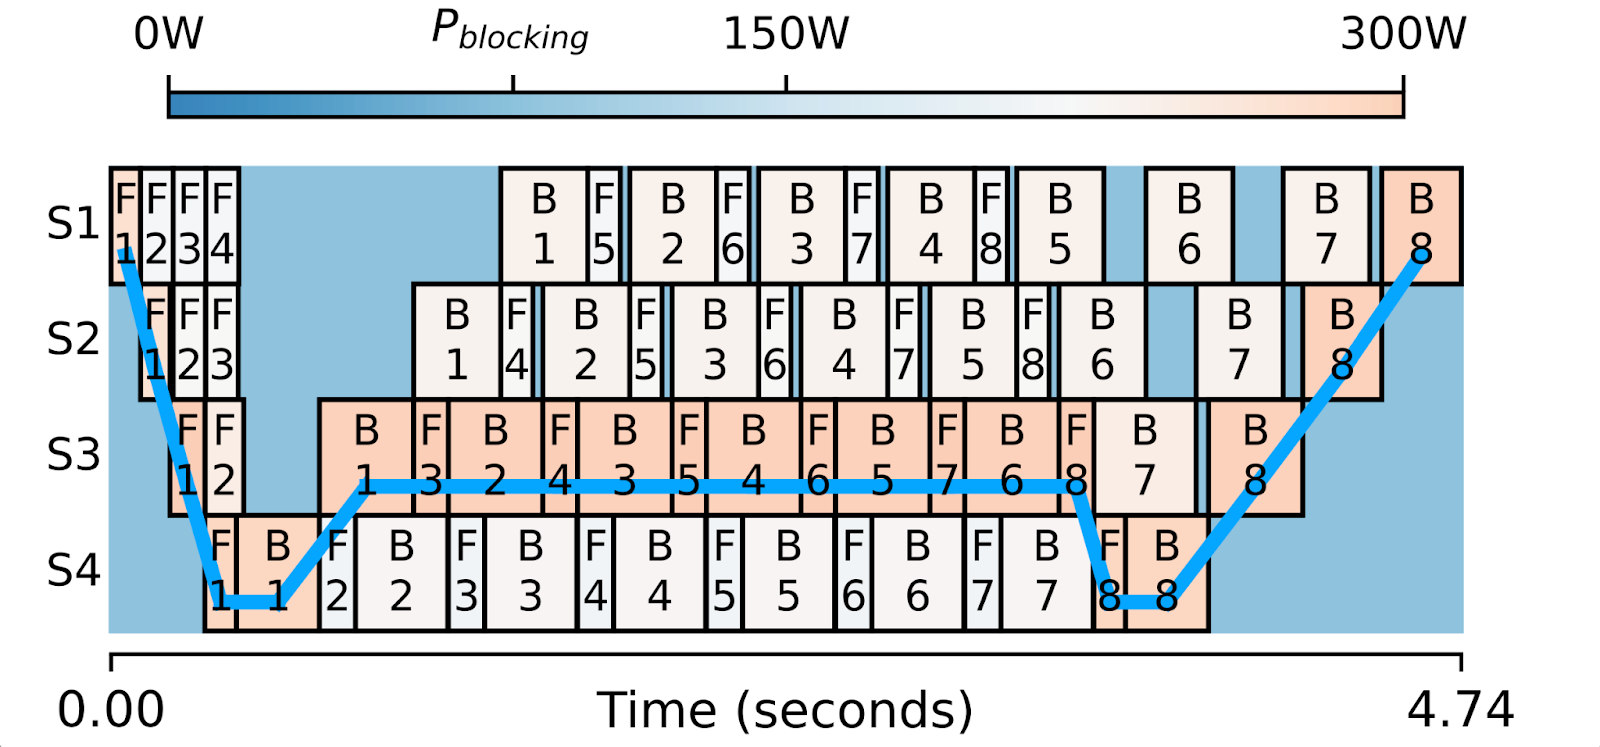 0W P_blocking 150W 300W
S1
F F F F B F B F B F B F B B B B
1 2 3 4 1 5 2 6 3 7 4 8 5 6 7 8
S2
F F F B F B F B F B F B F B B B
1 2 3 1 4 2 5 3 6 4 7 5 8 6 7 8
S3
F F B F B F B F B F B F B F B B
1 2 1 3 2 4 3 5 4 6 5 7 6 8 7 8
S4
F B F B F B F B F B F B F B F B
1 1 2 2 3 3 4 4 5 5 6 6 7 7 8 8
0.00 Time (seconds) 4.74